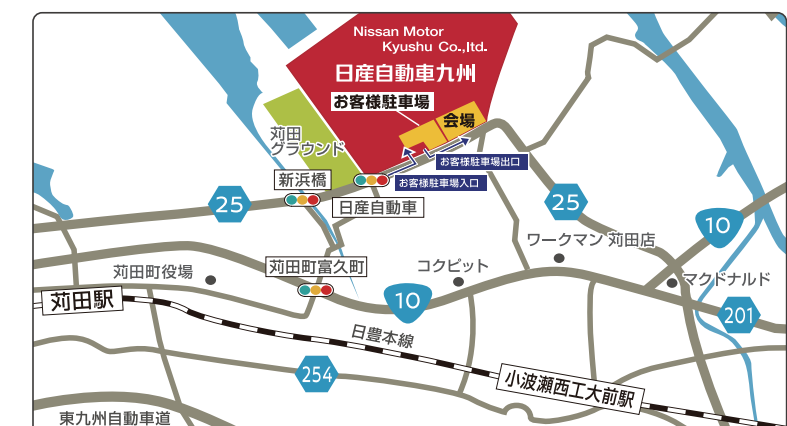 Nissan Motor
Kyushu Co.,ltd.
日産自動車九州
お客様駐車場
会場
苅田
グラウンド
お客様駐車場出口
お客様駐車場入口
新浜橋
日産自動車
25
25
10
ワークマン 苅田店
苅田町富久町
コクピット
苅田町役場
マクドナルド
苅田駅
10
201
日豊本線
254
小波瀬西工大前駅
東九州自動車道